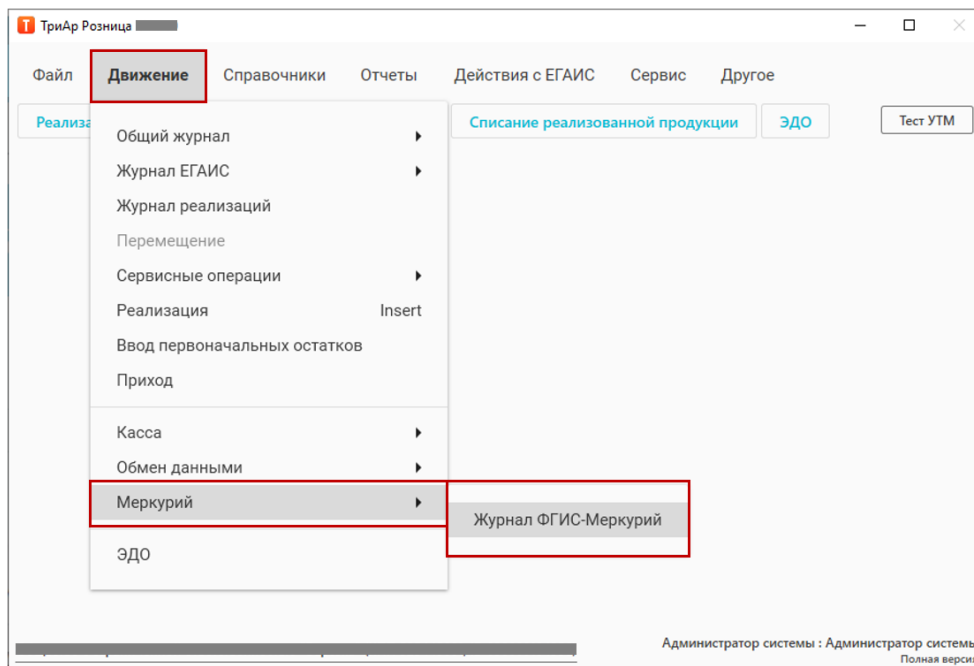 ТриАр Розница
Файл Движение Справочники Отчеты Действия с ЕГАИС Сервис Другое
Реализа Списание реализованной продукции ЭДО Тест УТМ
Общий журнал
Журнал ЕГАИС
Журнал реализаций
Перемещение
Сервисные операции
Реализация Insert
Ввод первоначальных остатков
Приход
Касса
Обмен данными
Меркурий
Журнал ФГИС-Меркурий
ЭДО
Администратор системы : Администратор системы
Полная верси